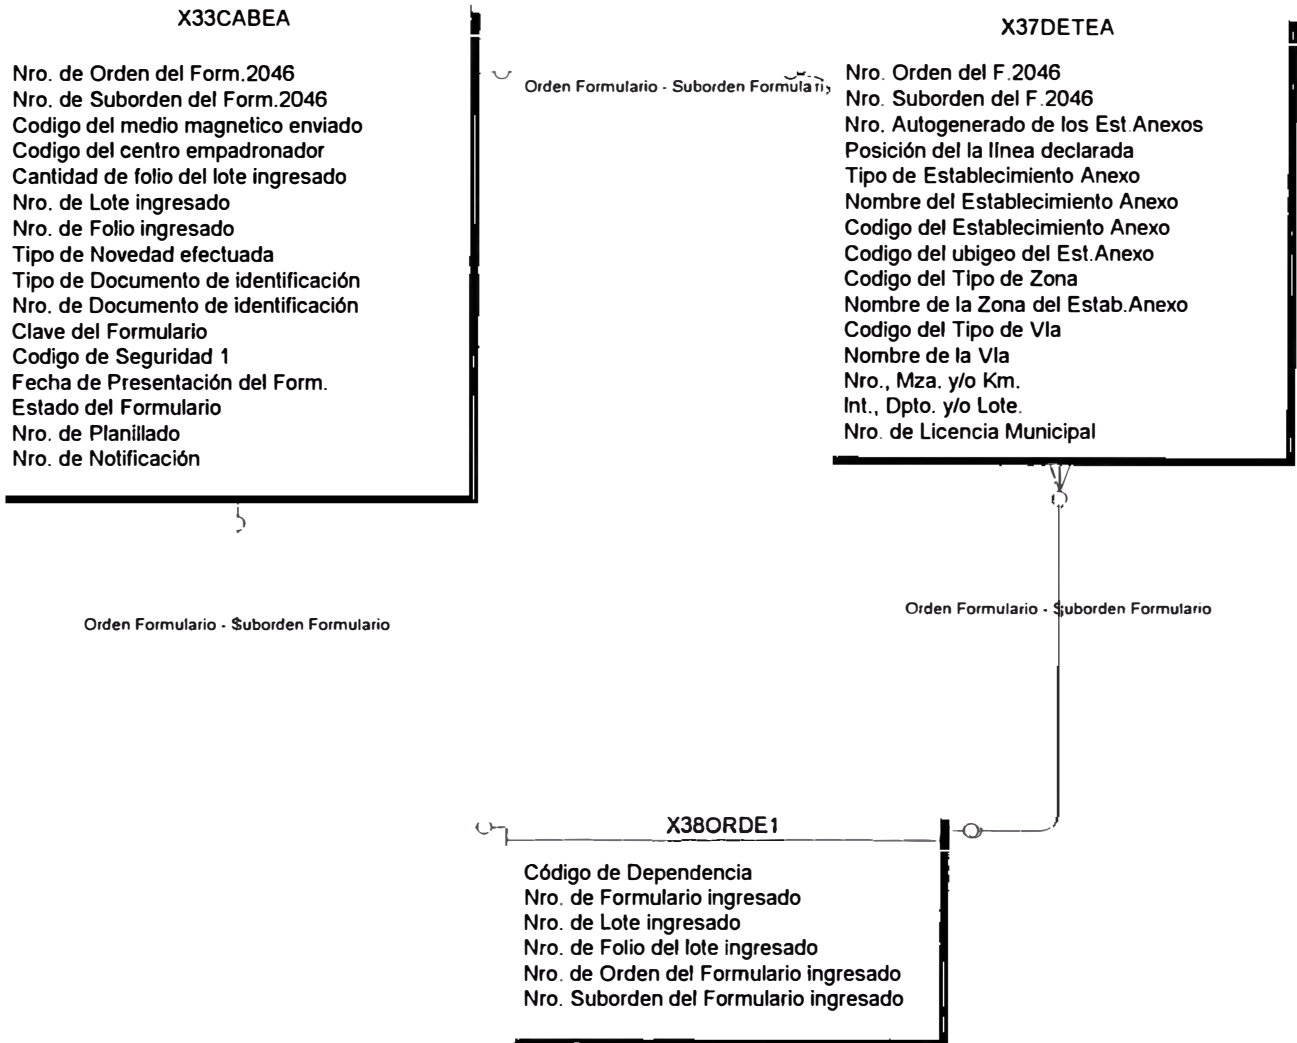 X33CABEA
Nro. de Orden del Form.2046
Nro. de Suborden del Form.2046
Codigo del medio magnetico enviado
Codigo del centro empadronador
Cantidad de folio del lote ingresado
Nro. de Lote ingresado
Nro. de Folio ingresado
Tipo de Novedad efectuada
Tipo de Documento de identificación
Nro. de Documento de identificación
Clave del Formulario
Codigo de Seguridad 1
Fecha de Presentación del Form.
Estado del Formulario
Nro. de Planillado
Nro. de Notificación
Orden Formulario - Suborden Formulario
X37DETEA
Nro. Orden del F.2046
Nro. Suborden del F.2046
Nro. Autogenerado de los Est.Anexos
Posición del la línea declarada
Tipo de Establecimiento Anexo
Nombre del Establecimiento Anexo
Codigo del Establecimiento Anexo
Codigo del ubigeo del Est.Anexo
Codigo del Tipo de Zona
Nombre de la Zona del Estab.Anexo
Codigo del Tipo de Vla
Nombre de la Vla
Nro., Mza. y/o Km.
Int., Dpto. y/o Lote.
Nro. de Licencia Municipal
Orden Formulario - Suborden Formulario
Orden Formulario - Suborden Formulario
X38ORDE1
Código de Dependencia
Nro. de Formulario ingresado
Nro. de Lote ingresado
Nro. de Folio del lote ingresado
Nro. de Orden del Formulario ingresado
Nro. Suborden del Formulario ingresado